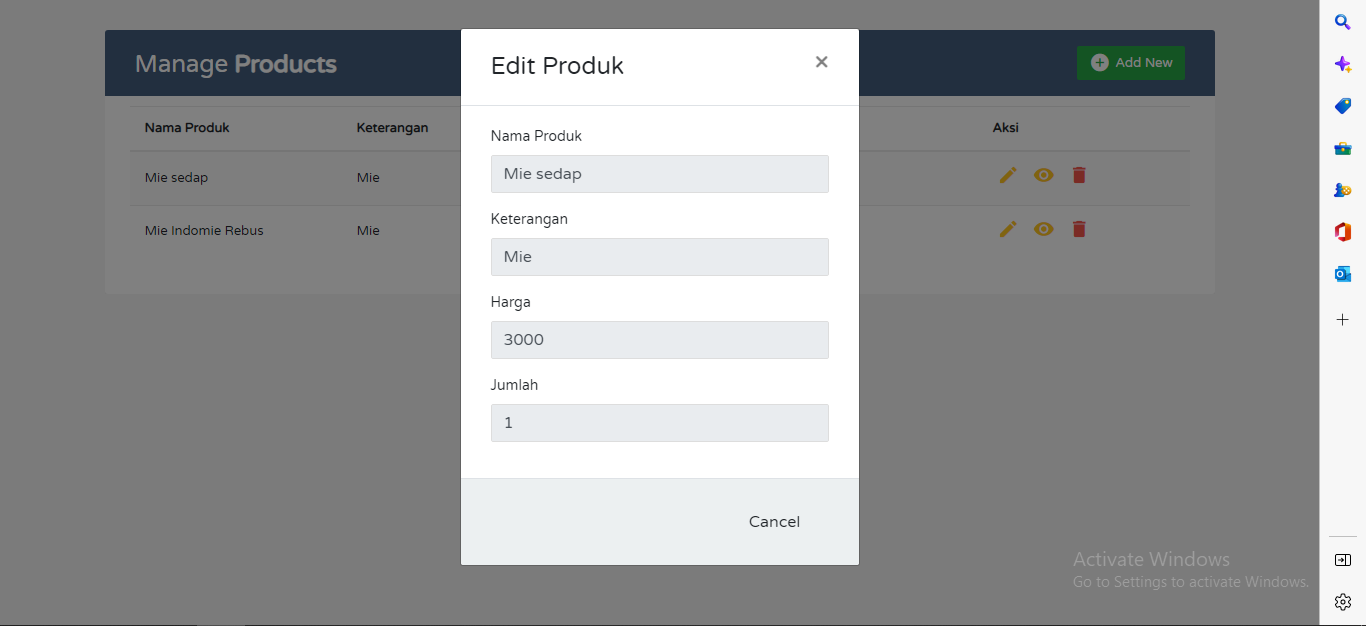 Manage Products
Add New
Nama Produk
Keterangan
Aksi
Mie sedap
Mie
Mie Indomie Rebus
Mie
Edit Produk
×
Nama Produk
Mie sedap
Keterangan
Mie
Harga
3000
Jumlah
1
Cancel
Activate Windows
Go to Settings to activate Windows.